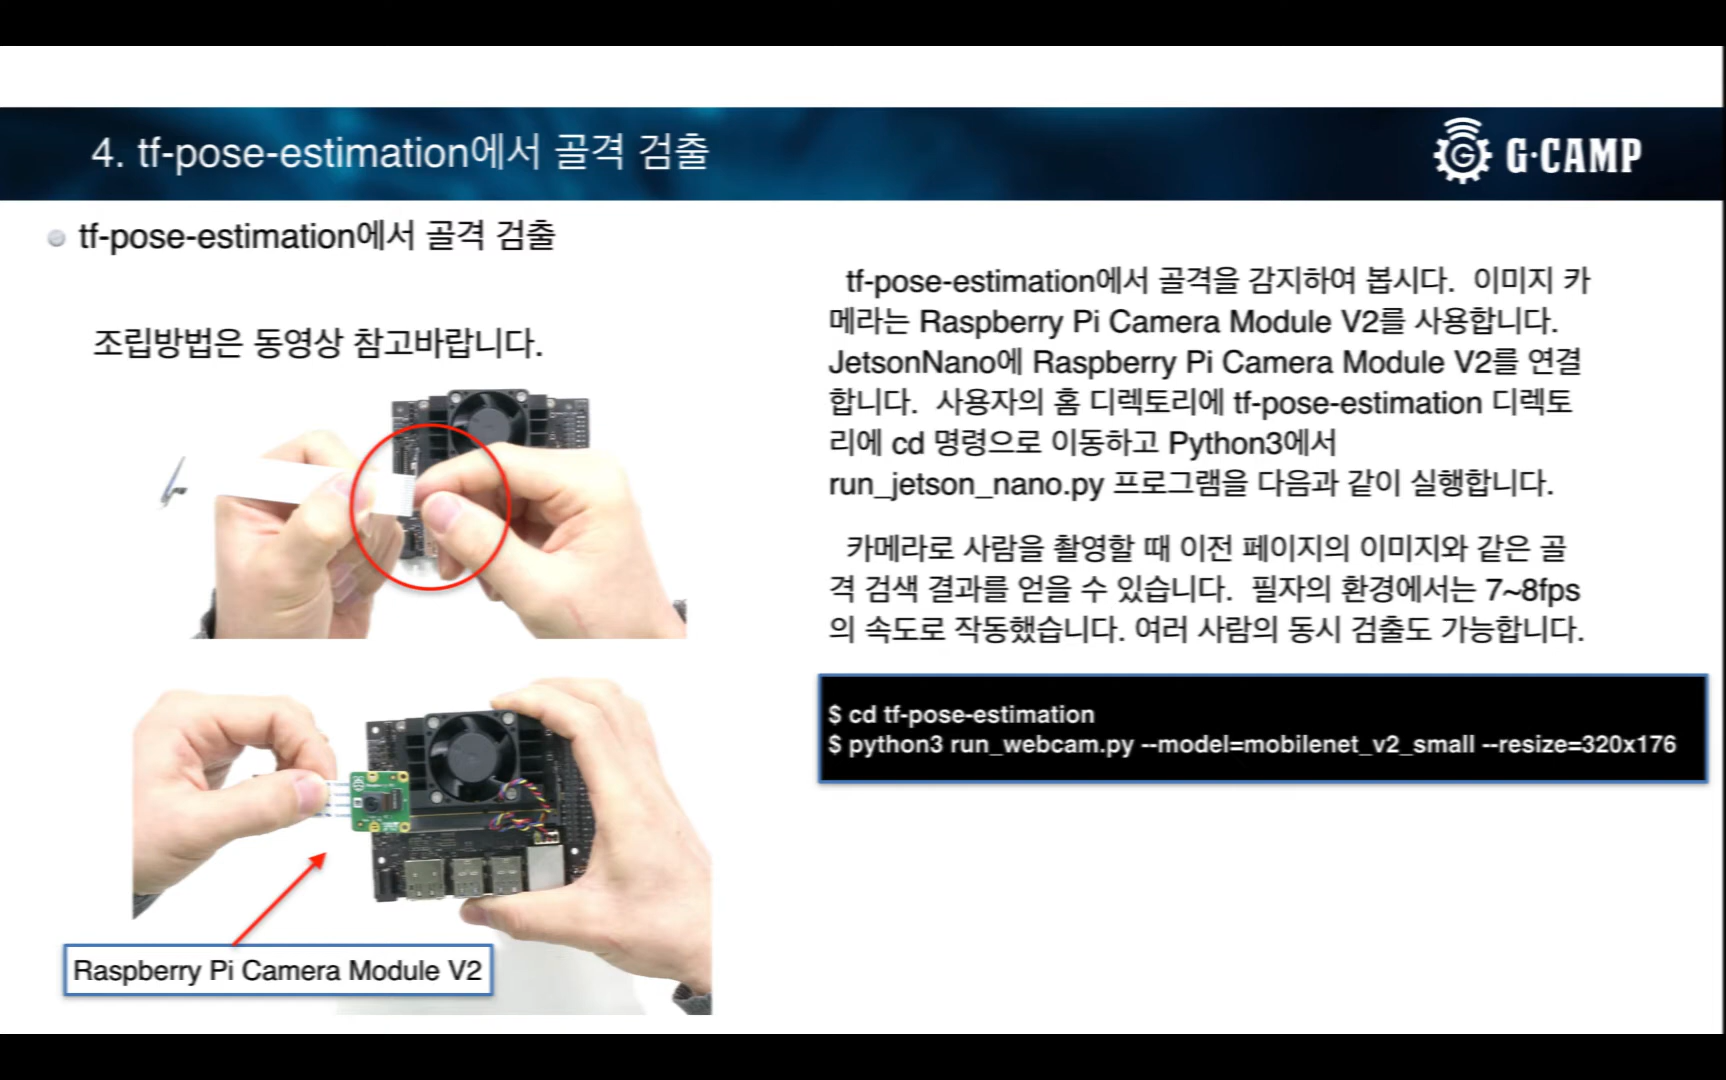 4. tf-pose-estimation에서 골격 검출
G·CAMP
tf-pose-estimation에서 골격 검출
조립방법은 동영상 참고바랍니다.
Raspberry Pi Camera Module V2
tf-pose-estimation에서 골격을 감지하여 봅시다. 이미지 카
메라는 Raspberry Pi Camera Module V2를 사용합니다.
JetsonNano에 Raspberry Pi Camera Module V2를 연결
합니다. 사용자의 홈 디렉토리에 tf-pose-estimation 디렉토
리에 cd 명령으로 이동하고 Python3에서
run_jetson_nano.py 프로그램을 다음과 같이 실행합니다.
카메라로 사람을 촬영할 때 이전 페이지의 이미지와 같은 골
격 검색 결과를 얻을 수 있습니다. 필자의 환경에서는 7~8fps
의 속도로 작동했습니다. 여러 사람의 동시 검출도 가능합니다.
$ cd tf-pose-estimation
$ python3 run_webcam.py --model=mobilenet_v2_small --resize=320x176